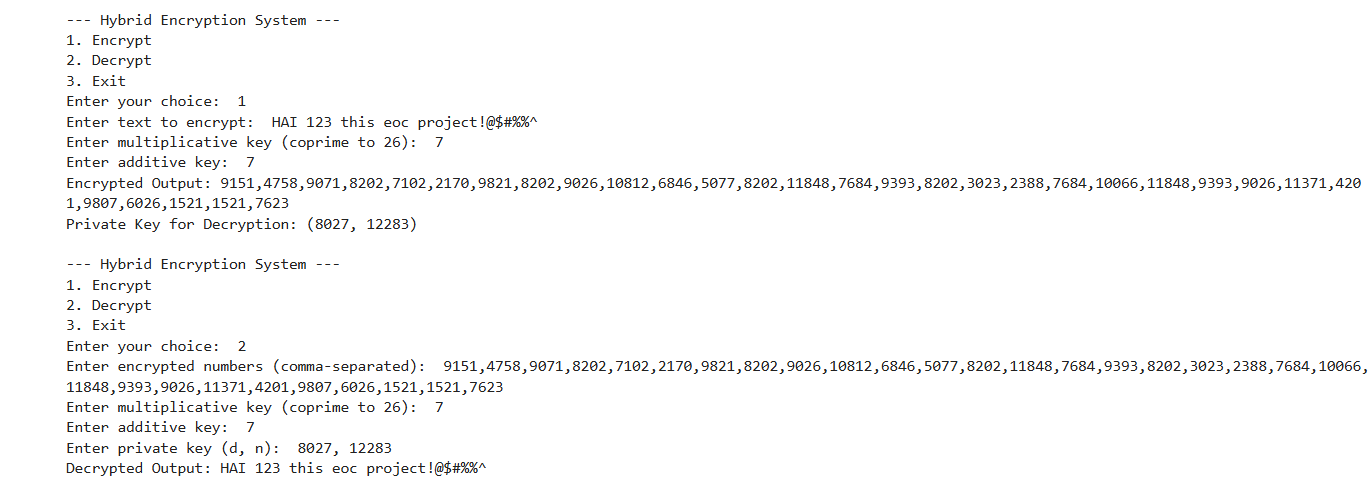 --- Hybrid Encryption System ---
1. Encrypt
2. Decrypt
3. Exit
Enter your choice:  1
Enter text to encrypt:  HAI 123 this eoc project!@$#%%^
Enter multiplicative key (coprime to 26):  7
Enter additive key:  7
Encrypted Output: 9151,4758,9071,8202,7102,2170,9821,8202,9026,10812,6846,5077,8202,11848,7684,9393,8202,3023,2388,7684,10066,11848,9393,9026,11371,420
1,9807,6026,1521,1521,7623
Private Key for Decryption: (8027, 12283)
--- Hybrid Encryption System ---
1. Encrypt
2. Decrypt
3. Exit
Enter your choice:  2
Enter encrypted numbers (comma-separated):  9151,4758,9071,8202,7102,2170,9821,8202,9026,10812,6846,5077,8202,11848,7684,9393,8202,3023,2388,7684,10066,
11848,9393,9026,11371,4201,9807,6026,1521,1521,7623
Enter multiplicative key (coprime to 26):  7
Enter additive key:  7
Enter private key (d, n):  8027, 12283
Decrypted Output: HAI 123 this eoc project!@$#%%^